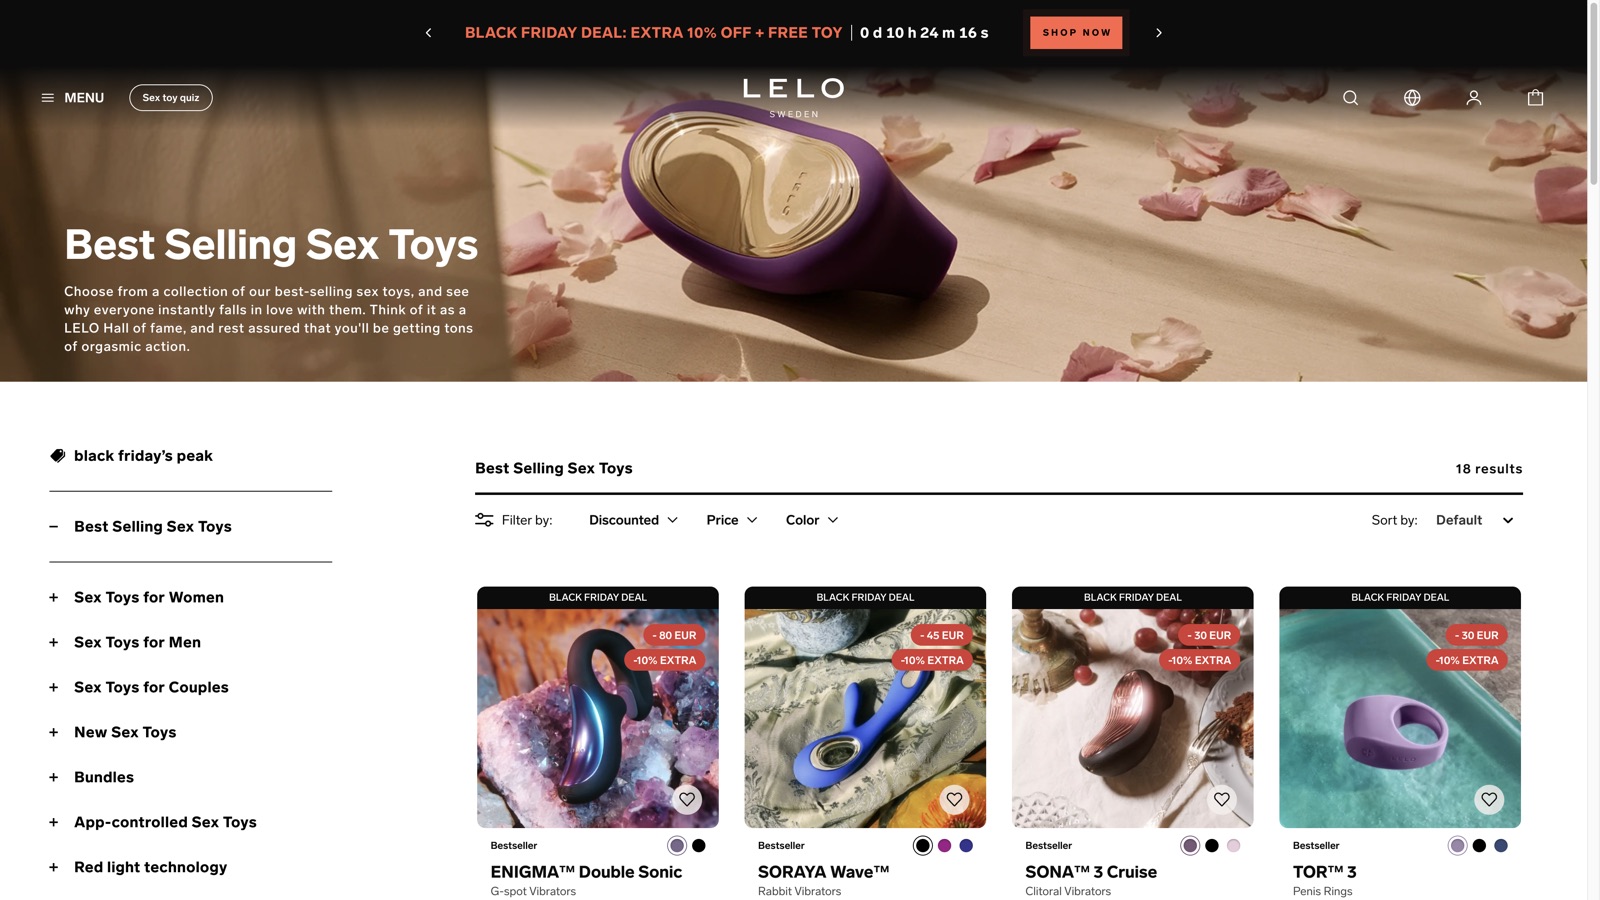 BLACK FRIDAY DEAL: EXTRA 10% OFF + FREE TOY
0 d 10 h 24 m 16 s
SHOP NOW
MENU
Sex toy quiz
LELO
SWEDEN
Best Selling Sex Toys
Choose from a collection of our best-selling sex toys, and see
why everyone instantly falls in love with them. Think of it as a
LELO Hall of fame, and rest assured that you'll be getting tons
of orgasmic action.
black friday's peak
Best Selling Sex Toys
Sex Toys for Women
Sex Toys for Men
Sex Toys for Couples
New Sex Toys
Bundles
App-controlled Sex Toys
Red light technology
Best Selling Sex Toys
18 results
Filter by:
Discounted
Price
Color
Sort by:
Default
BLACK FRIDAY DEAL
- 80 EUR
-10% EXTRA
Bestseller
ENIGMA™ Double Sonic
G-spot Vibrators
BLACK FRIDAY DEAL
- 45 EUR
-10% EXTRA
Bestseller
SORAYA Wave™
Rabbit Vibrators
BLACK FRIDAY DEAL
- 30 EUR
-10% EXTRA
Bestseller
SONA™ 3 Cruise
Clitoral Vibrators
BLACK FRIDAY DEAL
- 30 EUR
-10% EXTRA
Bestseller
TOR™ 3
Penis Rings